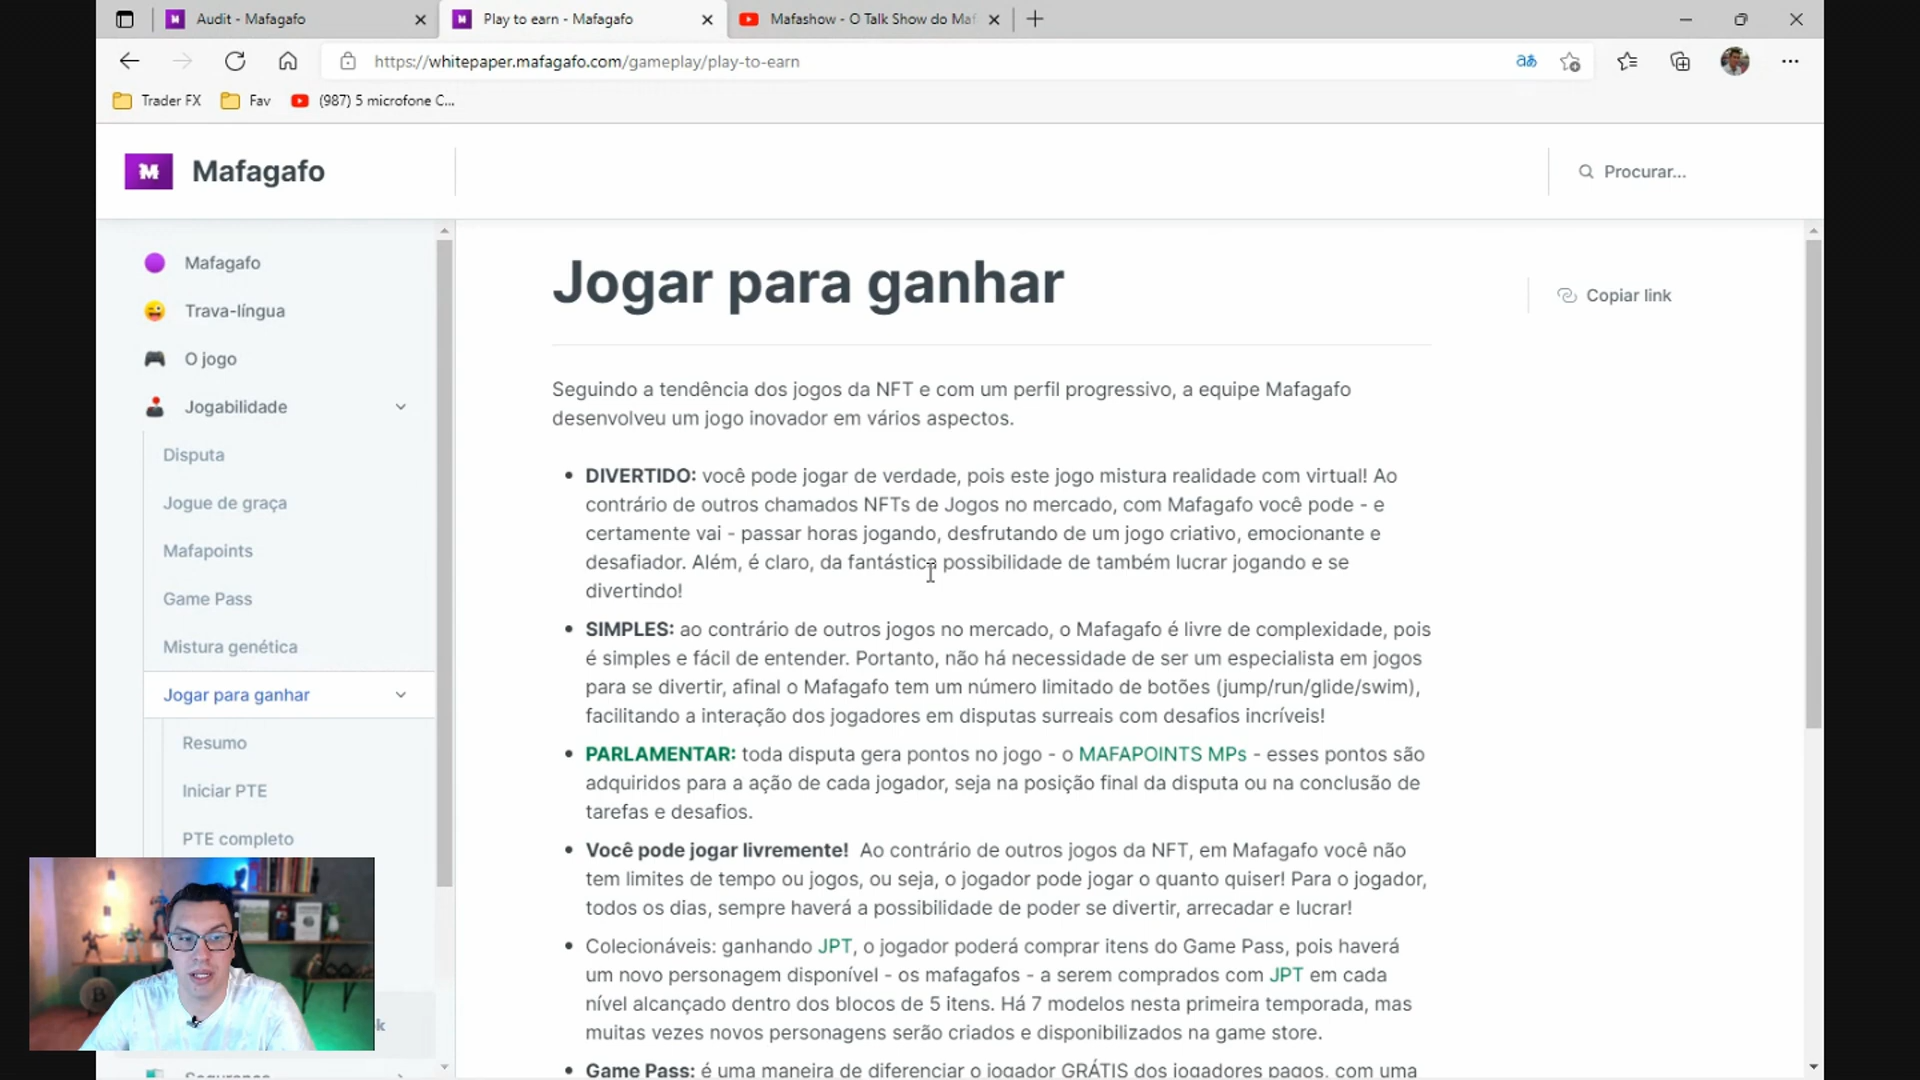 Audit - Mafagafo
Play to earn - Mafagafo
Mafashow - O Talk Show do Maf
https://whitepaper.mafagafo.com/gameplay/play-to-earn
Trader FX
Fav
(987) 5 microfone C...
Mafagafo
Procurar...
Mafagafo
Trava-língua
O jogo
Jogabilidade
Disputa
Jogue de graça
Mafapoints
Game Pass
Mistura genética
Jogar para ganhar
Resumo
Iniciar PTE
PTE completo
Jogar para ganhar
Copiar link
Seguindo a tendência dos jogos da NFT e com um perfil progressivo, a equipe Mafagafo
desenvolveu um jogo inovador em vários aspectos.
• DIVERTIDO: você pode jogar de verdade, pois este jogo mistura realidade com virtual! Ao
contrário de outros chamados NFTs de Jogos no mercado, com Mafagafo você pode - e
certamente vai - passar horas jogando, desfrutando de um jogo criativo, emocionante e
desafiador. Além, é claro, da fantástica possibilidade de também lucrar jogando e se
divertindo!
• SIMPLES: ao contrário de outros jogos no mercado, o Mafagafo é livre de complexidade, pois
é simples e fácil de entender. Portanto, não há necessidade de ser um especialista em jogos
para se divertir, afinal o Mafagafo tem um número limitado de botões (jump/run/glide/swim),
facilitando a interação dos jogadores em disputas surreais com desafios incríveis!
• PARLAMENTAR: toda disputa gera pontos no jogo - o MAFAPOINTS MPs - esses pontos são
adquiridos para a ação de cada jogador, seja na posição final da disputa ou na conclusão de
tarefas e desafios.
• Você pode jogar livremente! Ao contrário de outros jogos da NFT, em Mafagafo você não
tem limites de tempo ou jogos, ou seja, o jogador pode jogar o quanto quiser! Para o jogador,
todos os dias, sempre haverá a possibilidade de poder se divertir, arrecadar e lucrar!
• Colecionáveis: ganhando JPT, o jogador poderá comprar itens do Game Pass, pois haverá
um novo personagem disponível - os mafagafos - a serem comprados com JPT em cada
nível alcançado dentro dos blocos de 5 itens. Há 7 modelos nesta primeira temporada, mas
muitas vezes novos personagens serão criados e disponibilizados na game store.
• Game Pass: é uma maneira de diferenciar o jogador GRÁTIS dos jogadores pagos, com uma